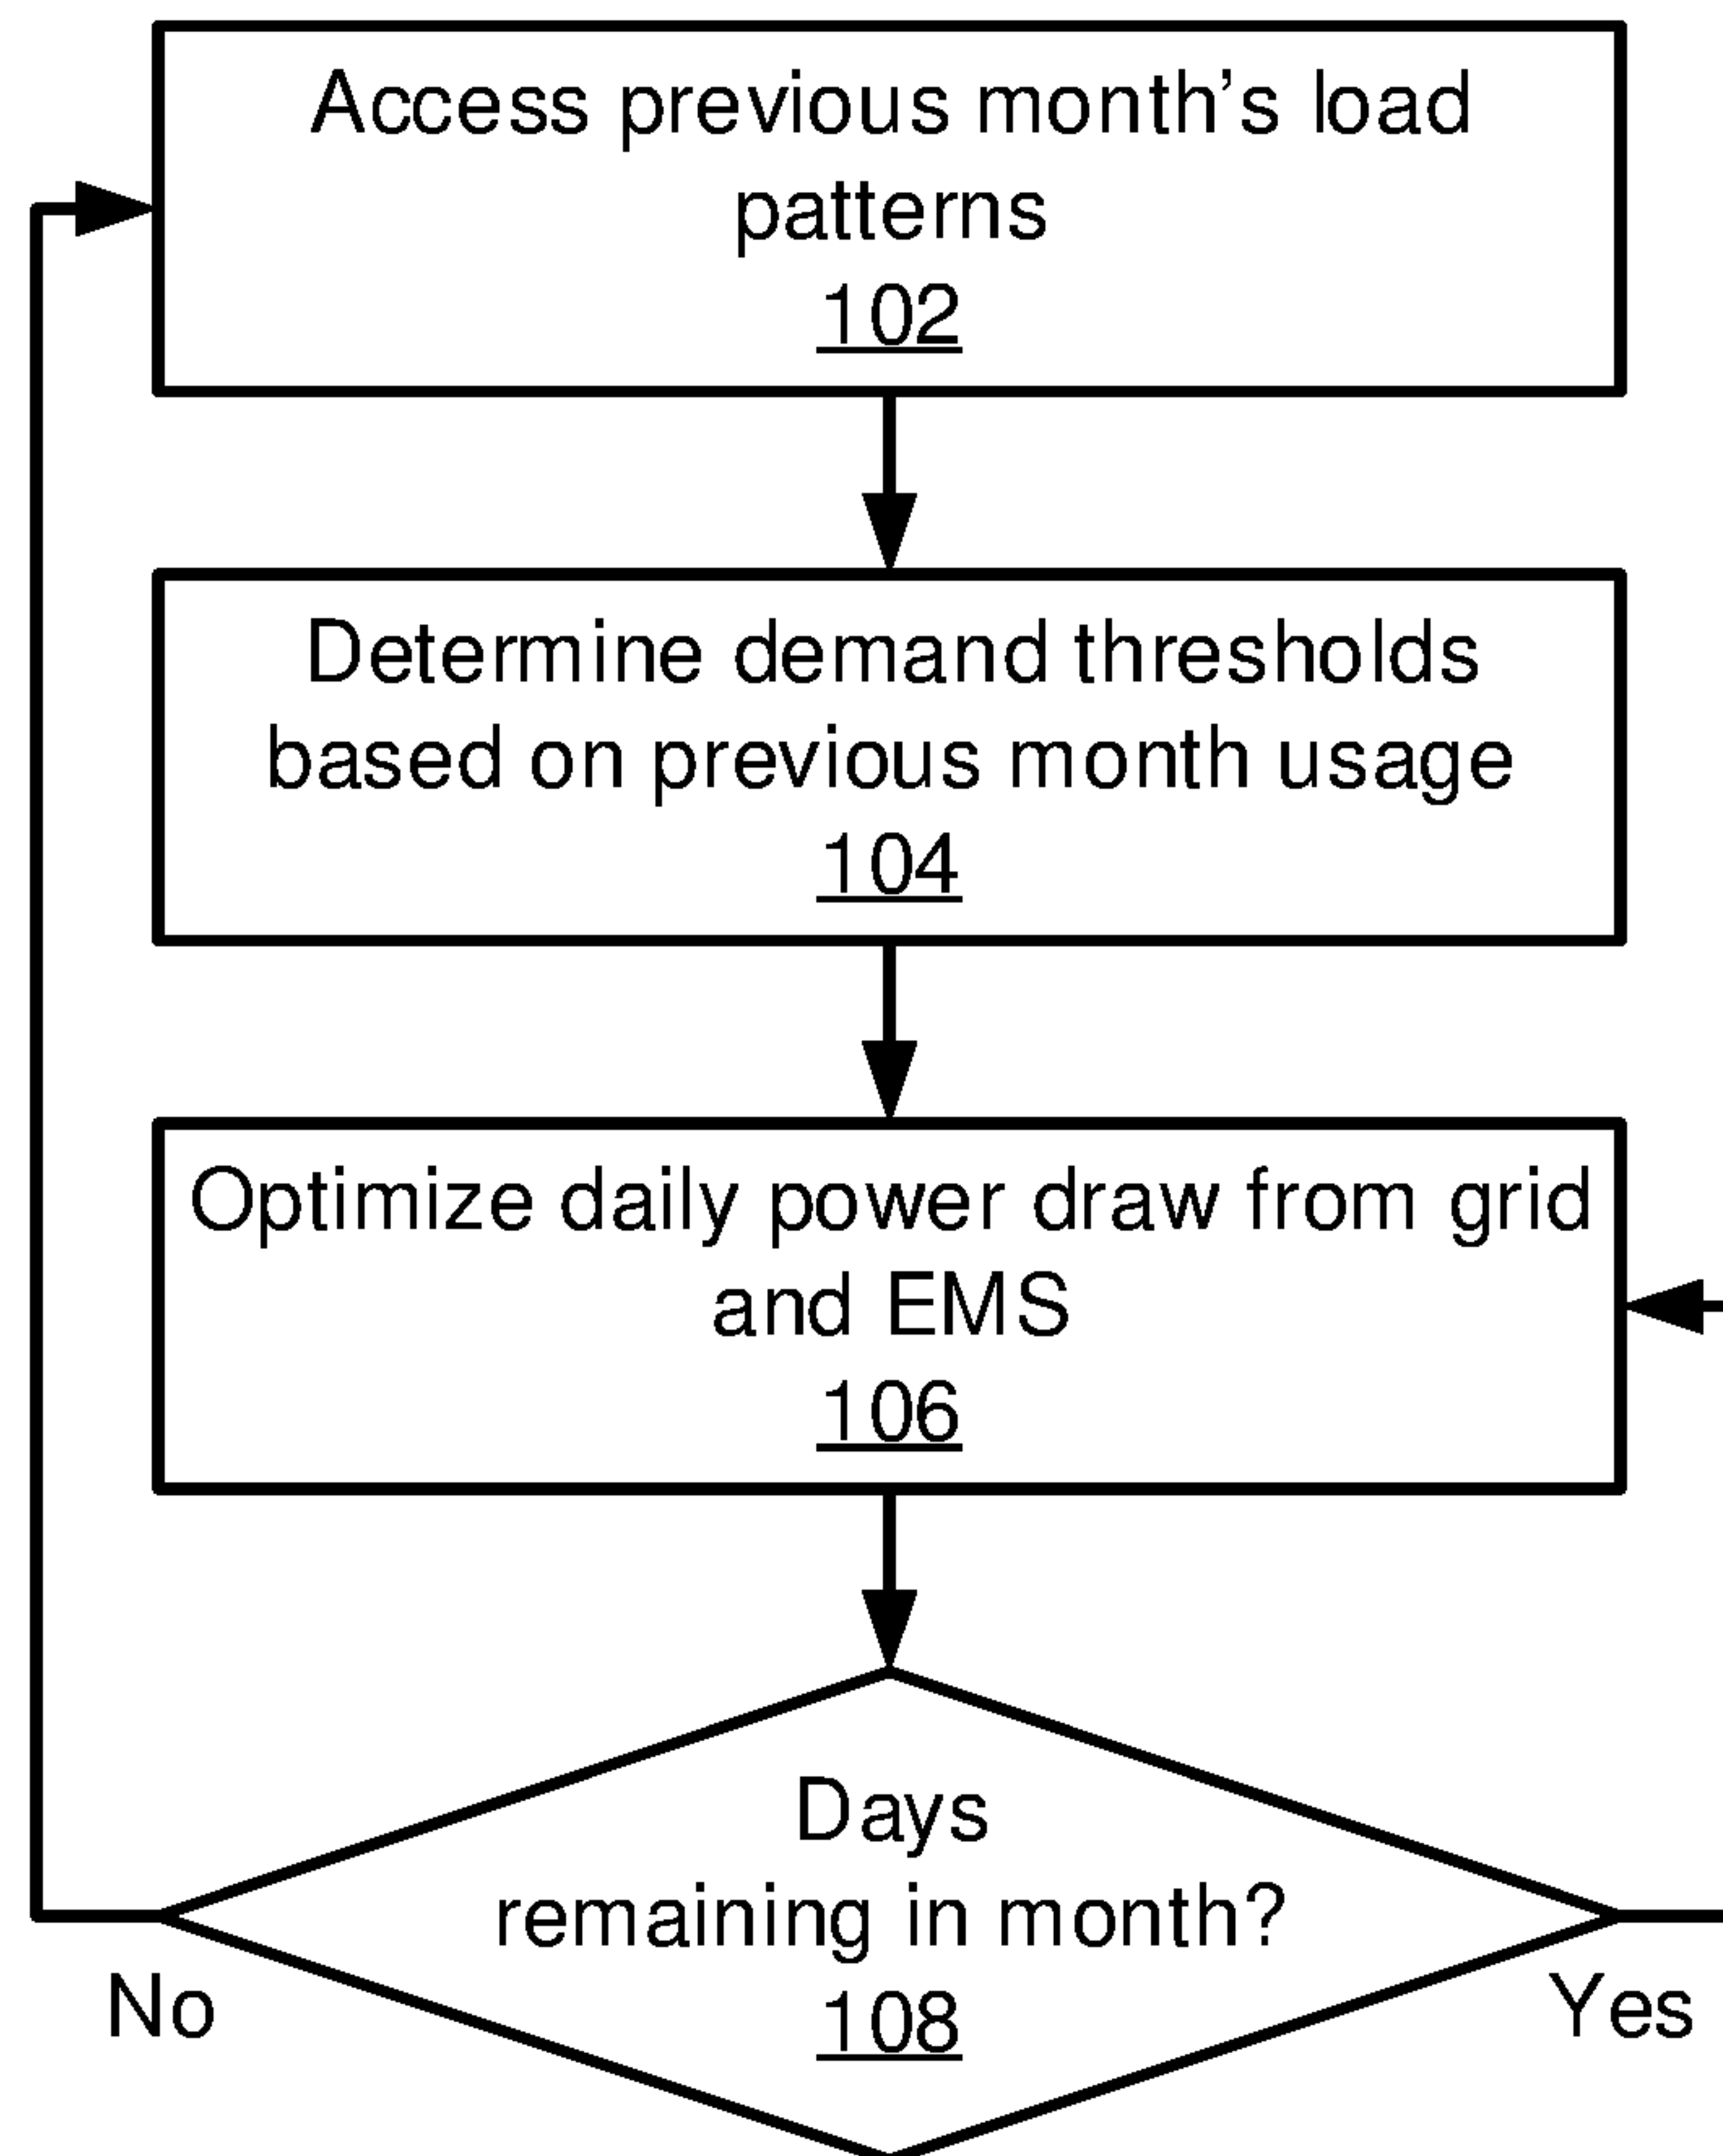 Access previous month's load
patterns
102
Determine demand thresholds
based on previous month usage
104
Optimize daily power draw from grid
and EMS
106
Days
remaining in month?
108
No
Yes